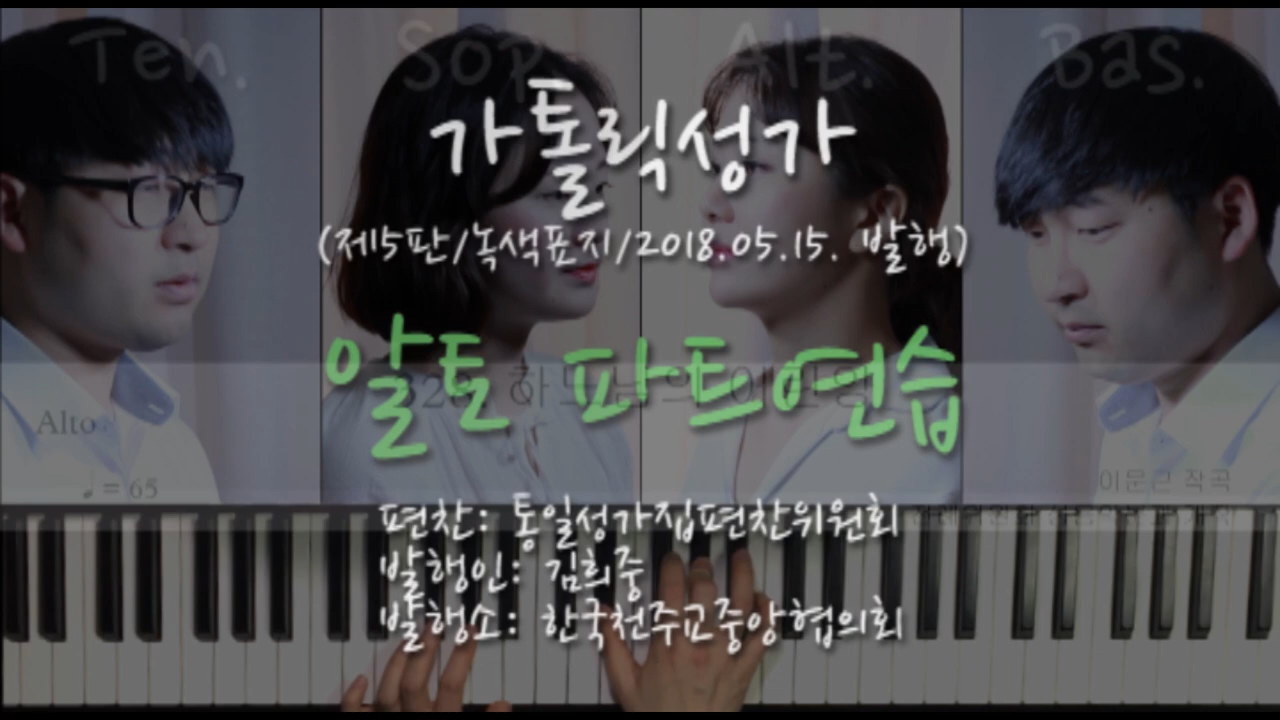 Ten. Sop. Alt. Bas.
가톨릭성가
(제5판/녹색표지/2018.05.15. 발행)
알토 파트연습
Alto
♩= 65
이문근 작곡
편찬: 통일성가집편찬위원회
발행인: 김희중
발행소: 한국천주교중앙협의회